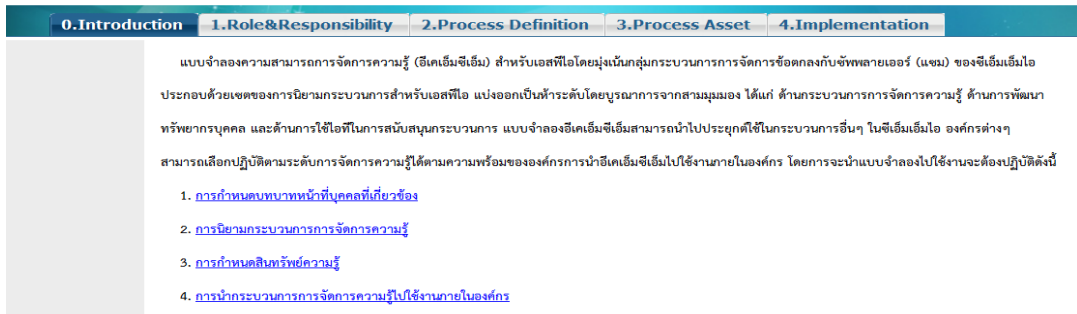 0.Introduction 1.Role&Responsibility 2.Process Definition 3.Process Asset 4.Implementation
แบบจำลองความสามารถการจัดการความรู้ (อีเคเอ็มซีเอ็ม) สำหรับเอสพีไอโดยมุ่งเน้นกลุ่มกระบวนการการจัดการข้อตกลงกับซัพพลายเออร์ (แซม) ของซีเอ็มเอ็มไอ
ประกอบด้วยเซตของการนิยามกระบวนการสำหรับเอสพีไอ แบ่งออกเป็นห้าระดับโดยบูรณาการจากสามมุมมอง ได้แก่ ด้านกระบวนการการจัดการความรู้ ด้านการพัฒนา
ทรัพยากรบุคคล และด้านการใช้ไอทีในการสนับสนุนกระบวนการ แบบจำลองอีเคเอ็มซีเอ็มสามารถนำไปประยุกต์ใช้ในกระบวนการอื่นๆ ในซีเอ็มเอ็มไอ องค์กรต่างๆ
สามารถเลือกปฏิบัติตามระดับการจัดการความรู้ได้ตามความพร้อมขององค์กรการนำอีเคเอ็มซีเอ็มไปใช้งานภายในองค์กร โดยการจะนำแบบจำลองไปใช้งานจะต้องปฏิบัติดังนี้
1. การกำหนดบทบาทหน้าที่บุคคลที่เกี่ยวข้อง
2. การนิยามกระบวนการการจัดการความรู้
3. การกำหนดสินทรัพย์ความรู้
4. การนำกระบวนการการจัดการความรู้ไปใช้งานภายในองค์กร